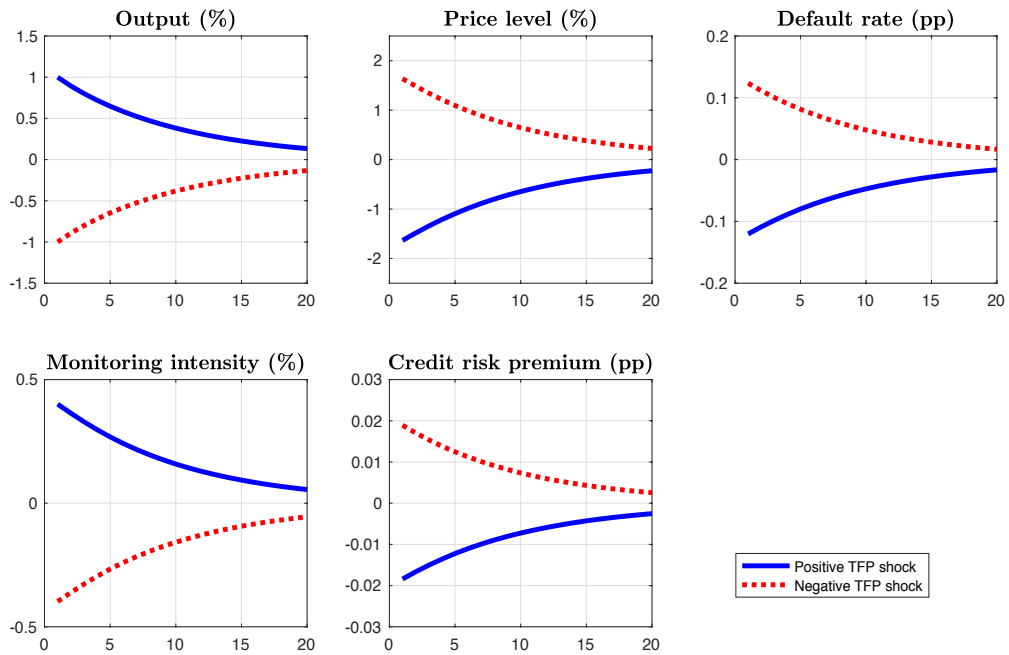 Output (%)
1.5
1
0.5
0
-0.5
-1
-1.5
0 5 10 15 20
Price level (%)
2
1
0
-1
-2
0 5 10 15 20
Default rate (pp)
0.2
0.1
0
-0.1
-0.2
0 5 10 15 20
Monitoring intensity (%)
0.5
0
-0.5
0 5 10 15 20
Credit risk premium (pp)
0.03
0.02
0.01
0
-0.01
-0.02
-0.03
0 5 10 15 20
Positive TFP shock
Negative TFP shock